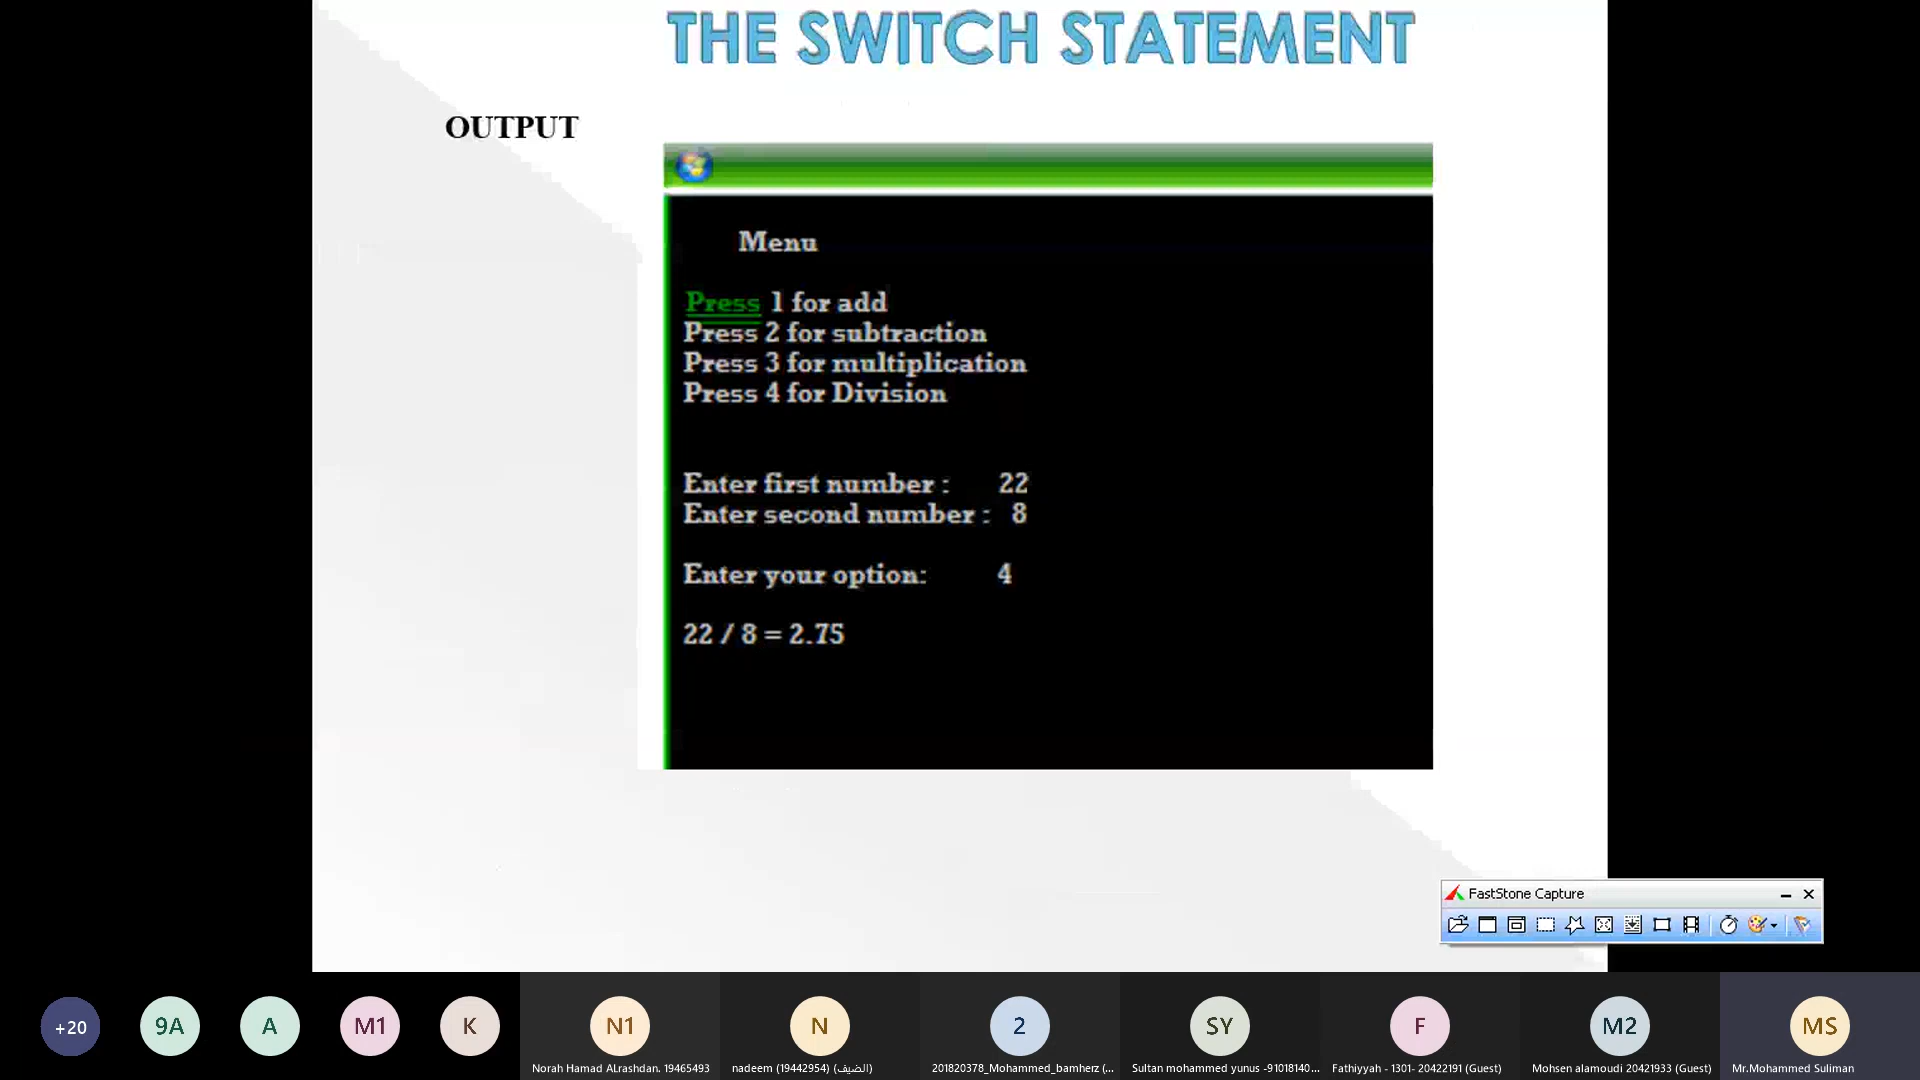 THE SWITCH STATEMENT
OUTPUT
Menu
Press 1 for add
Press 2 for subtraction
Press 3 for multiplication
Press 4 for Division
Enter first number : 22
Enter second number : 8
Enter your option: 4
22 / 8 = 2.75
FastStone Capture
+20
9A
A
M1
K
N1
N
2
SY
F
M2
MS
Norah Hamad ALrashdan. 19465493
nadeem (19442954) (الضيف)
201820378_Mohammed_bamherz (...
Sultan mohammed yunus -91018140...
Fathiyyah - 1301- 20422191 (Guest)
Mohsen alamoudi 20421933 (Guest)
Mr.Mohammed Suliman